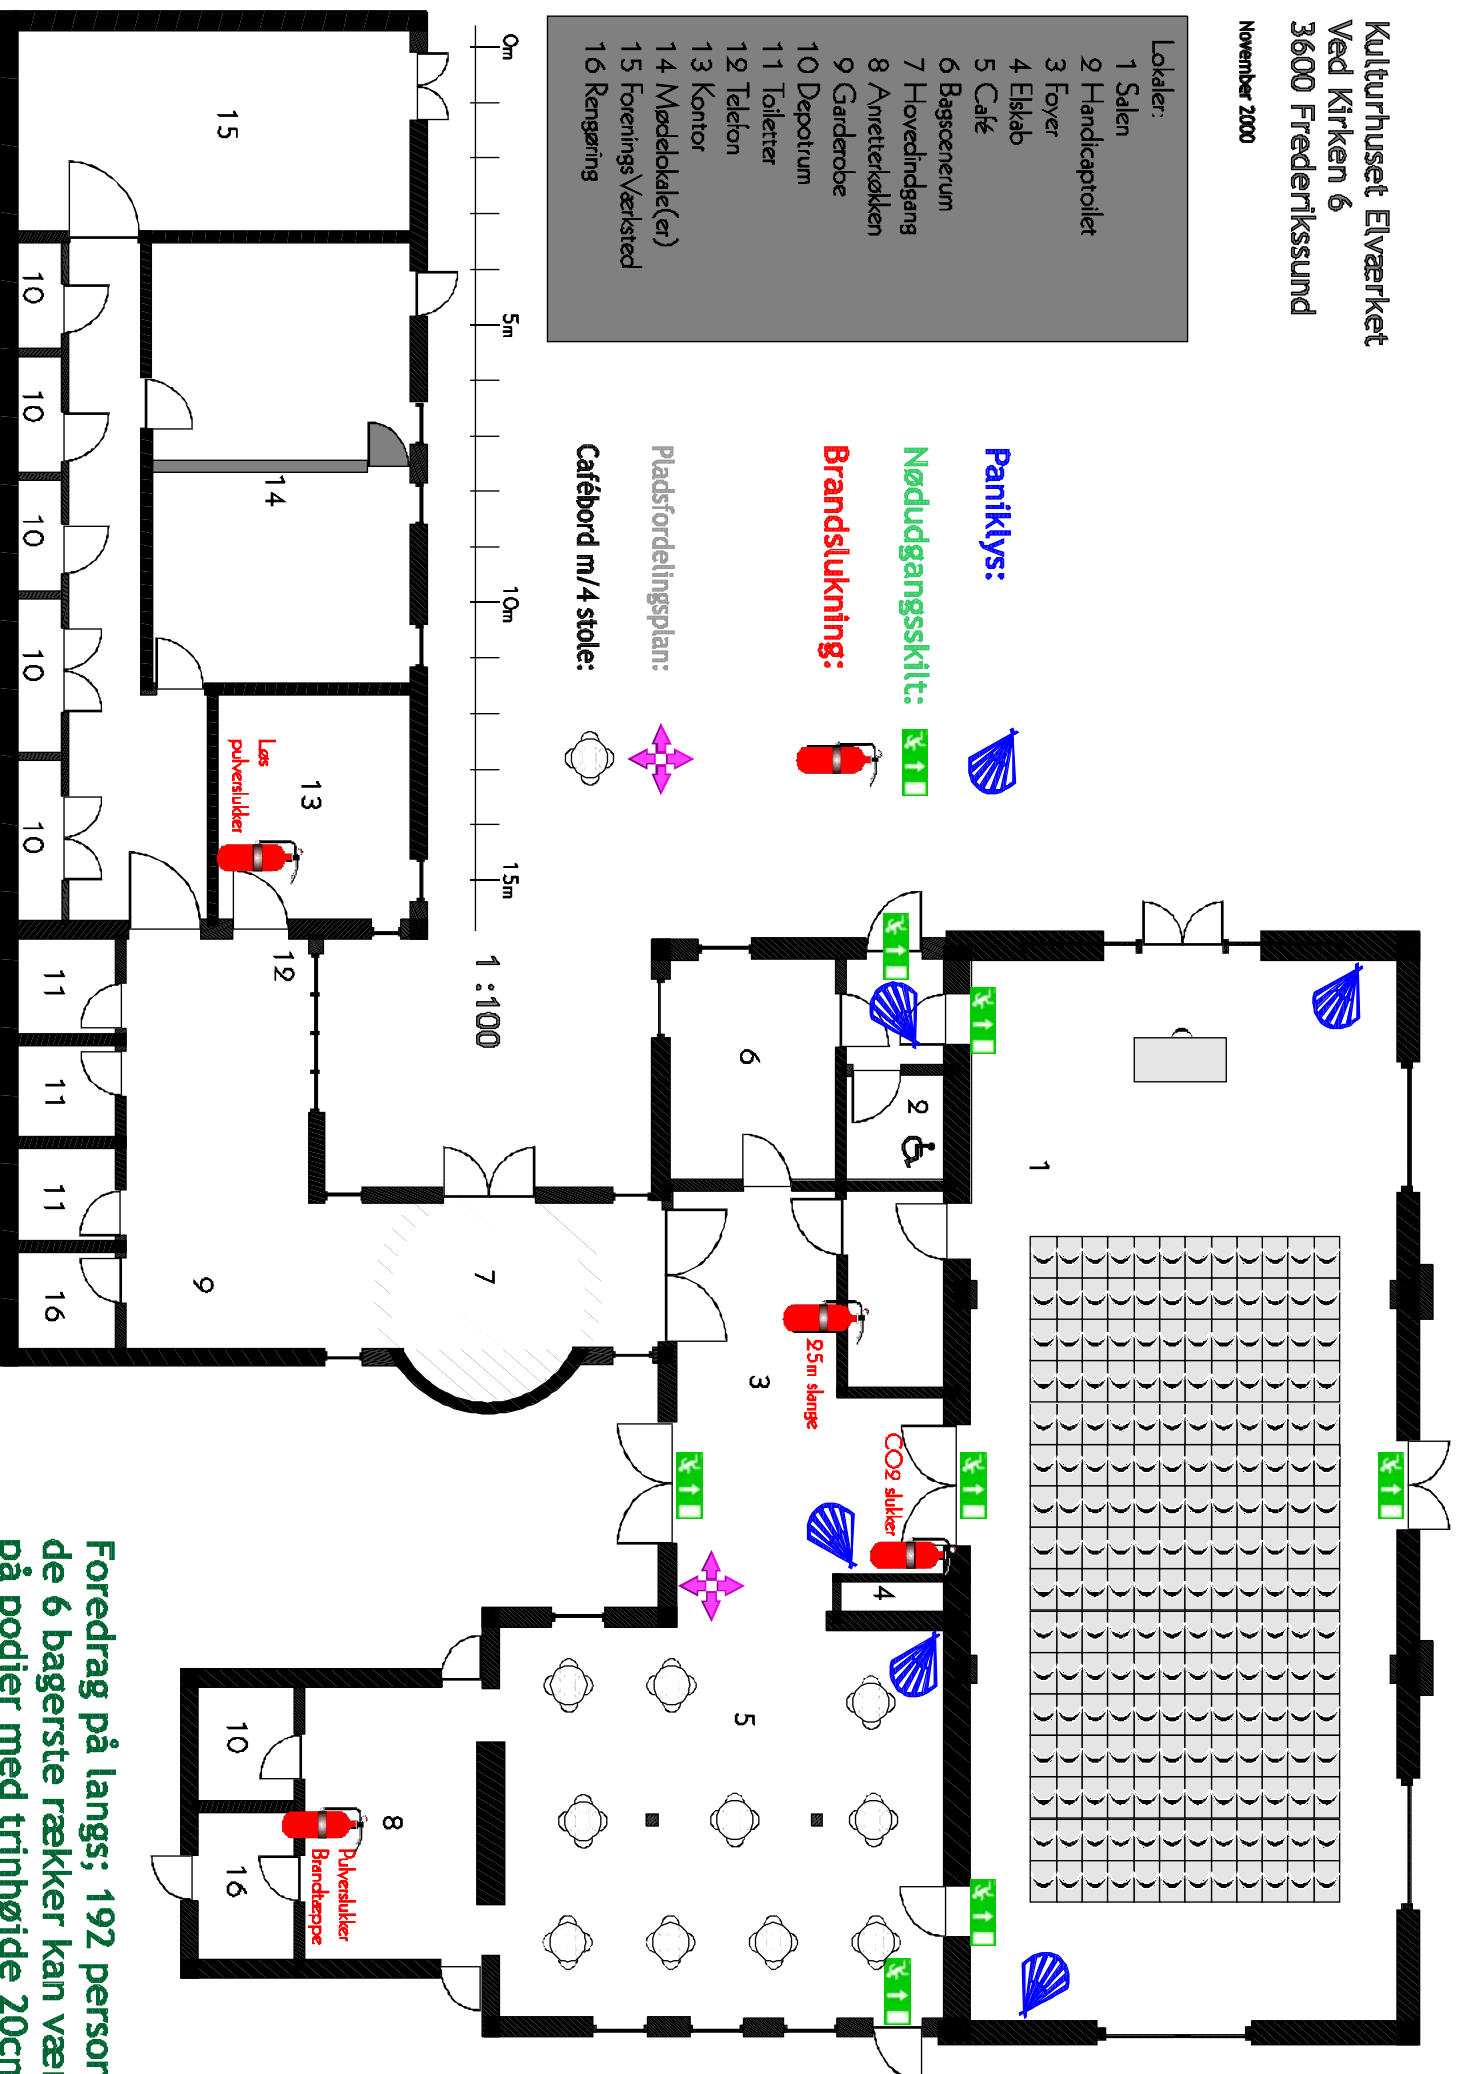 Kulturhuset Elværket
Ved Kirken 6
3600 Frederikssund
November 2000
Lokaler:
1 Salen
2 Handicaptoilet
3 Foyer
4 Elskab
5 Café
6 Bagscenerum
7 Hovedindgang
8 Anretterkøkken
9 Garderobe
10 Depotrum
11 Toiletter
12 Telefon
13 Kontor
14 Mødelokale(er)
15 ForeningsVærksted
16 Rengøring
Paniklys:
Nødudgangsskilt:
Brandslukning:
Pladsfordelingsplan:
Cafébord m/4 stole:
0m
5m
10m
15m
1 :100
1
2
6
3
25m slange
CO2 slukker
4
5
7
8
Pulverslukker
Brandtæppe
10
16
9
12
13
Løs
pulverslukker
14
15
10
10
10
10
10
11
11
11
16
Foredrag på langs; 192 person
de 6 bagerste rækker kan vær
på podier med trinhøjde 20cm